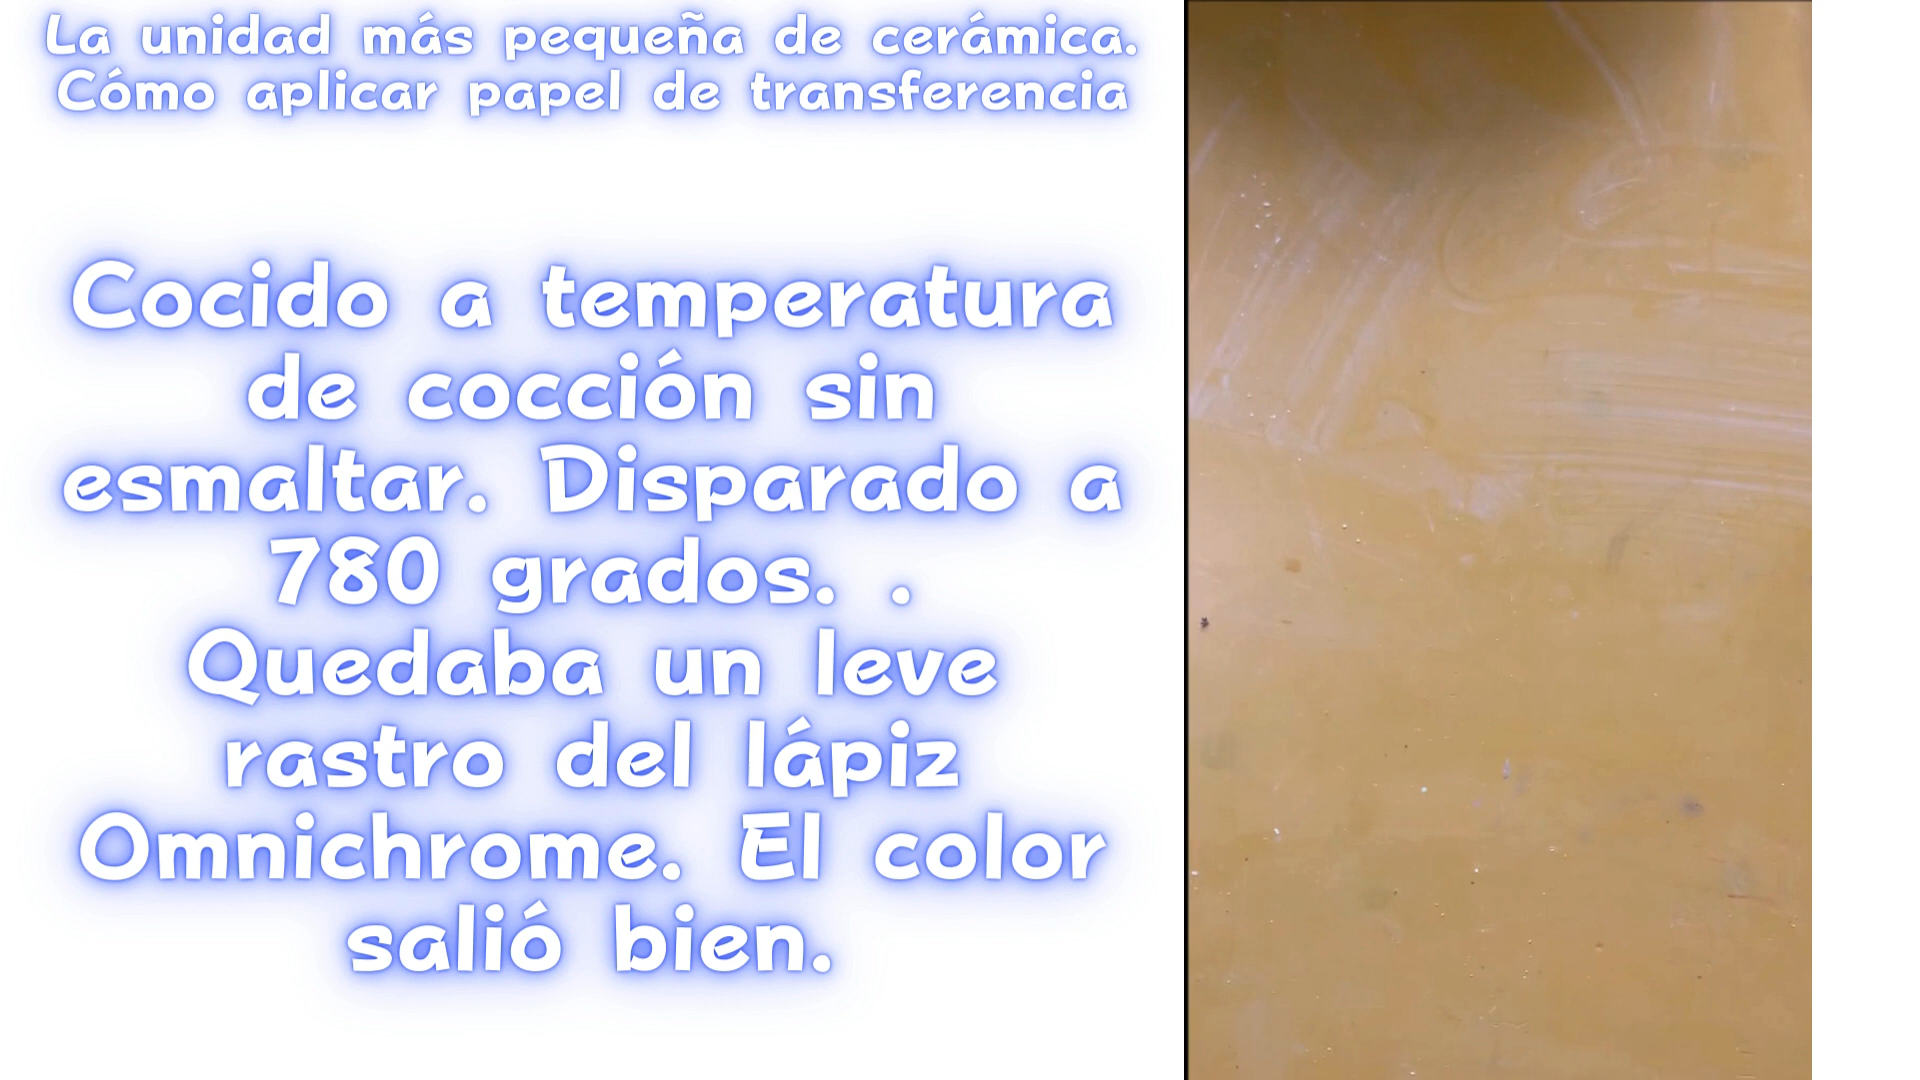 La unidad más pequeña de cerámica.
Cómo aplicar papel de transferencia
Cocido a temperatura
de cocción sin
esmaltar. Disparado a
780 grados. .
Quedaba un leve
rastro del lápiz
Omnichrome. El color
salió bien.